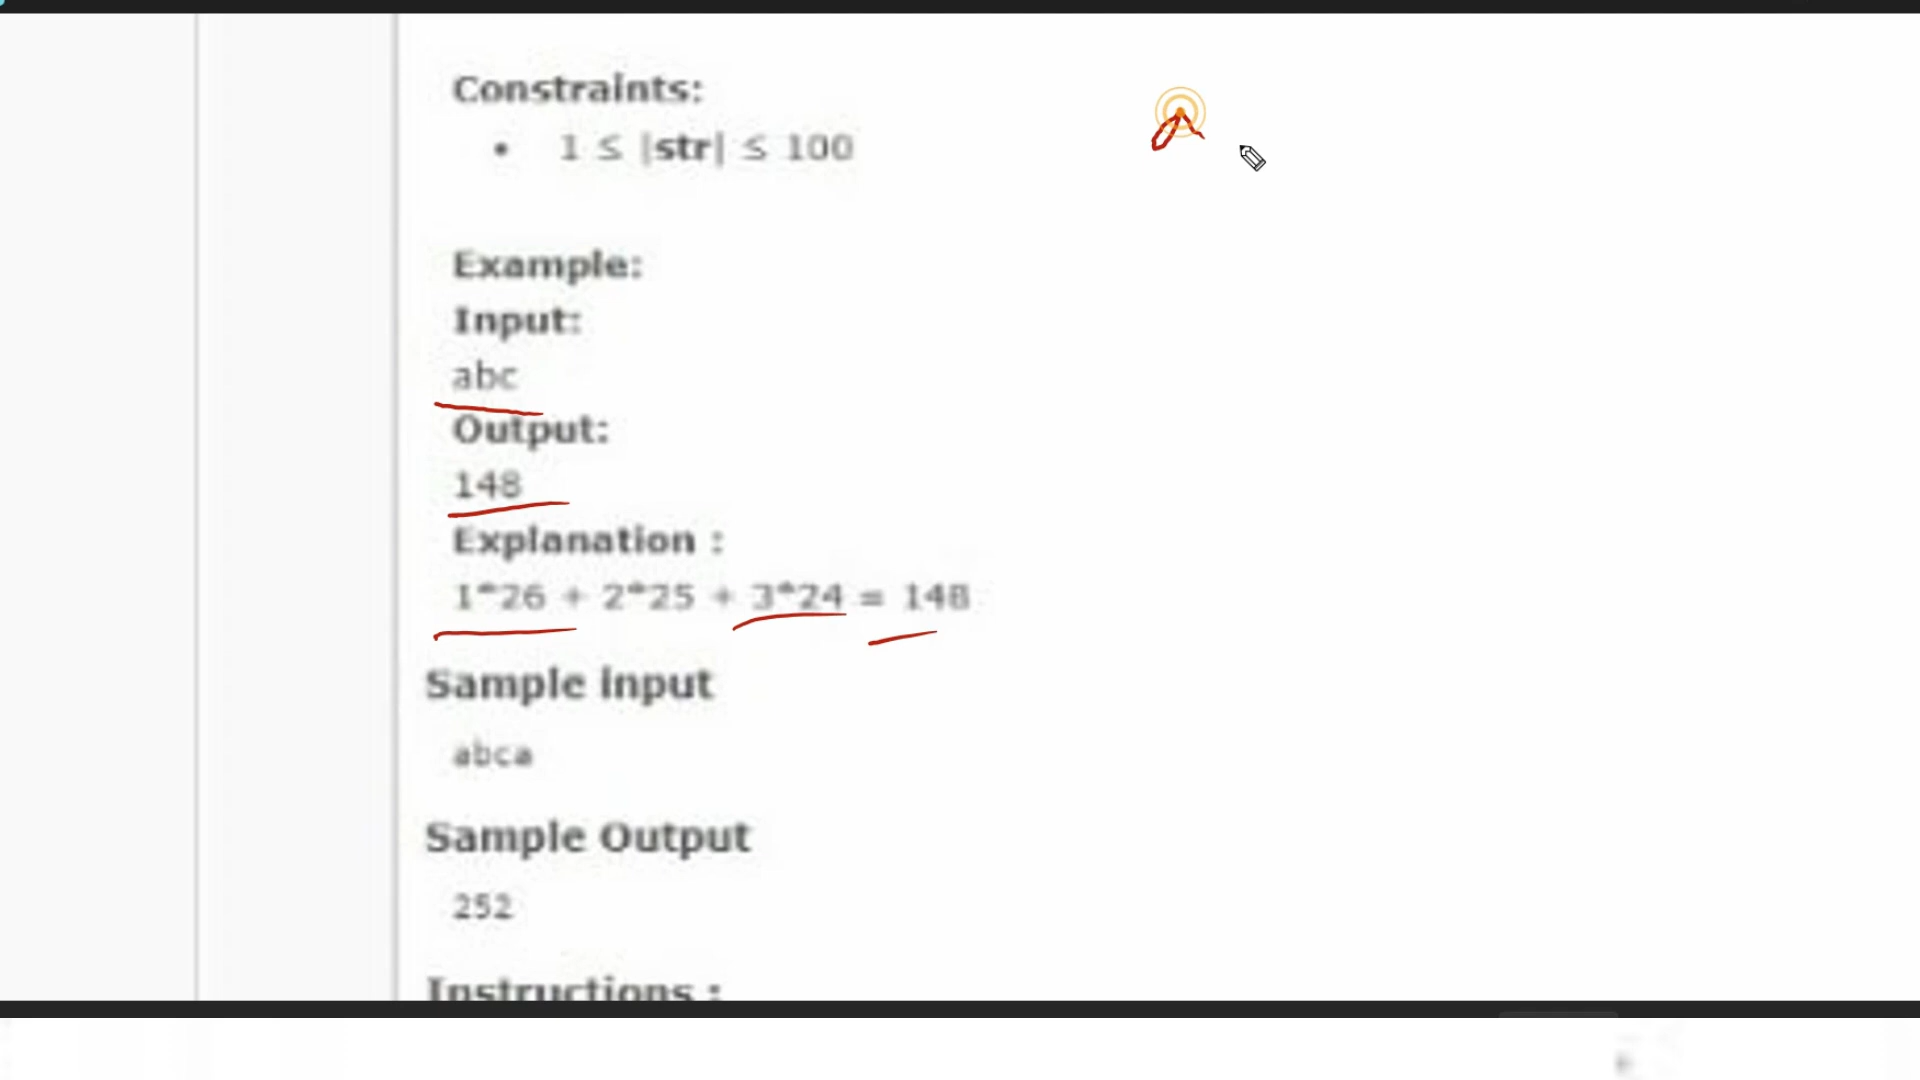 Constraints:
• 1 ≤ |str| ≤ 100
Example:
Input:
abc
Output:
148
Explanation :
1*26 + 2*25 + 3*24 = 148
Sample input
abca
Sample Output
252
Instructions :